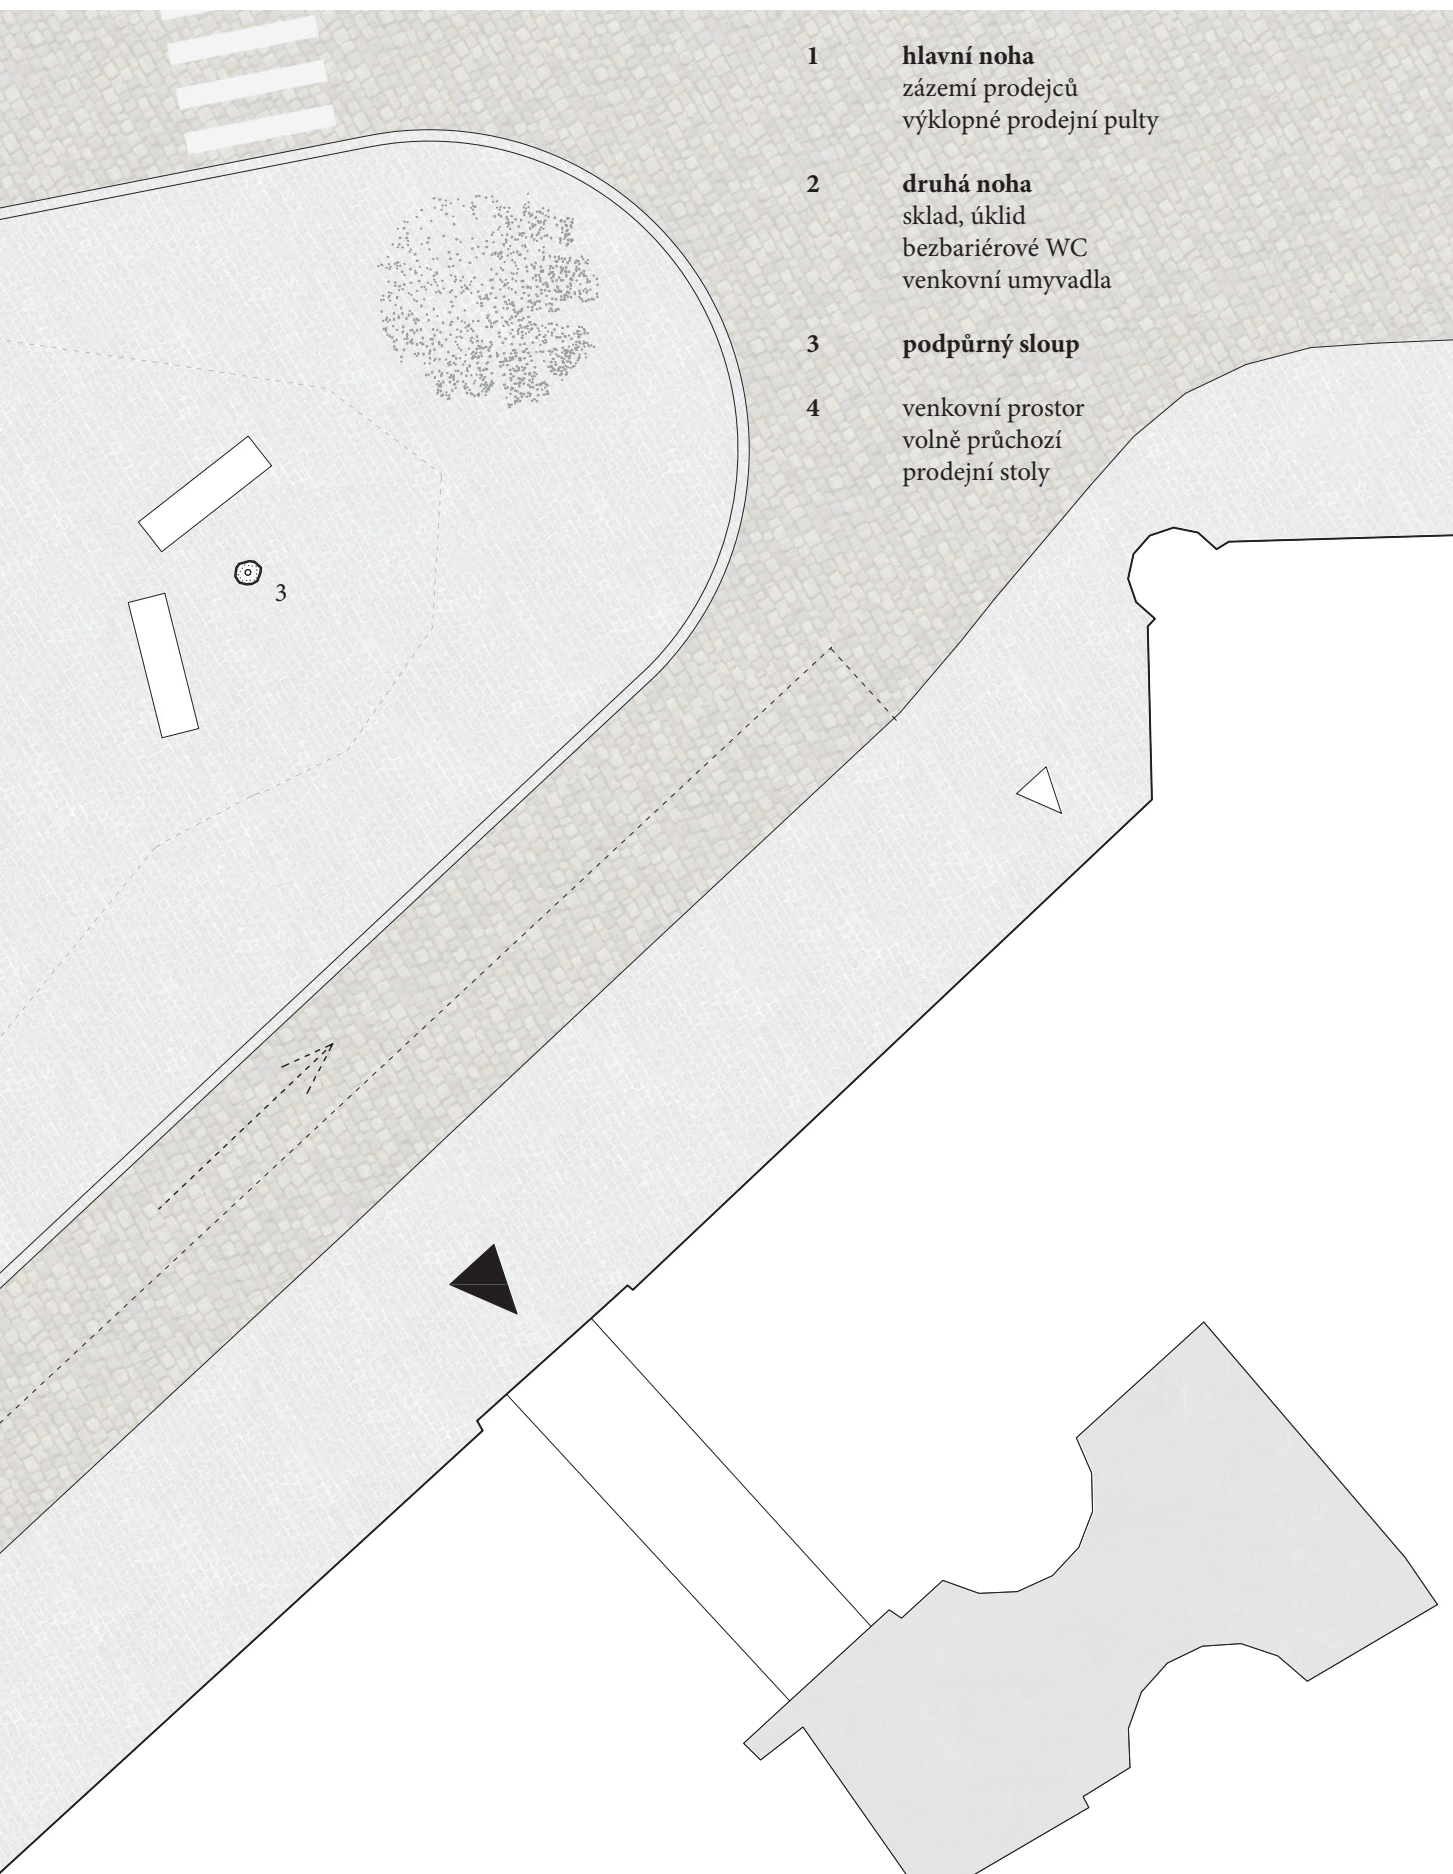 1 hlavní noha
zázemí prodejců
výklopné prodejní pulty
2 druhá noha
sklad, úklid
bezbariérové WC
venkovní umyvadla
3 podpůrný sloup
4 venkovní prostor
volně průchozí
prodejní stoly
3